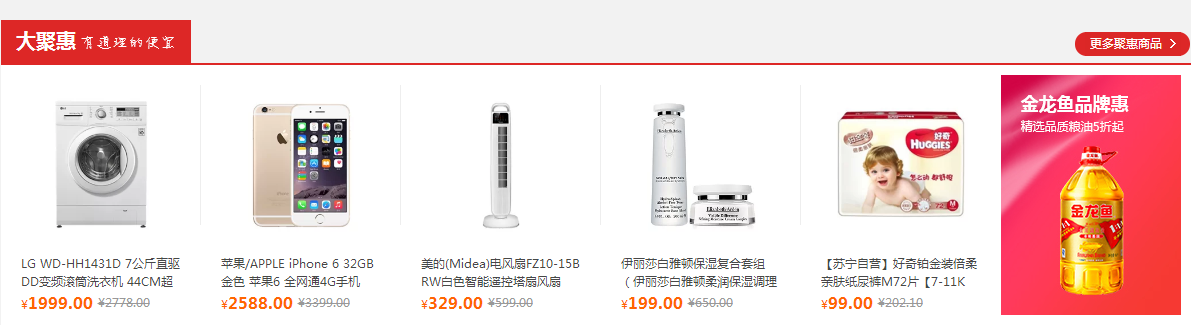 大聚惠 有道理的便宜
更多聚惠商品 >
金龙鱼品牌惠
精选品质粮油5折起
HUGGIES
好奇
金龙鱼
LG WD-HH1431D 7公斤直驱
DD变频滚筒洗衣机 44CM超
¥1999.00 ¥2778.00
苹果/APPLE iPhone 6 32GB
金色 苹果6 全网通4G手机
¥2588.00 ¥3399.00
美的(Midea)电风扇FZ10-15B
RW白色智能遥控塔扇风扇
¥329.00 ¥599.00
伊丽莎白雅顿保湿复合套组
（伊丽莎白雅顿柔润保湿调理
¥199.00 ¥650.00
【苏宁自营】好奇铂金装倍柔
亲肤纸尿裤M72片【7-11K
¥99.00 ¥202.10